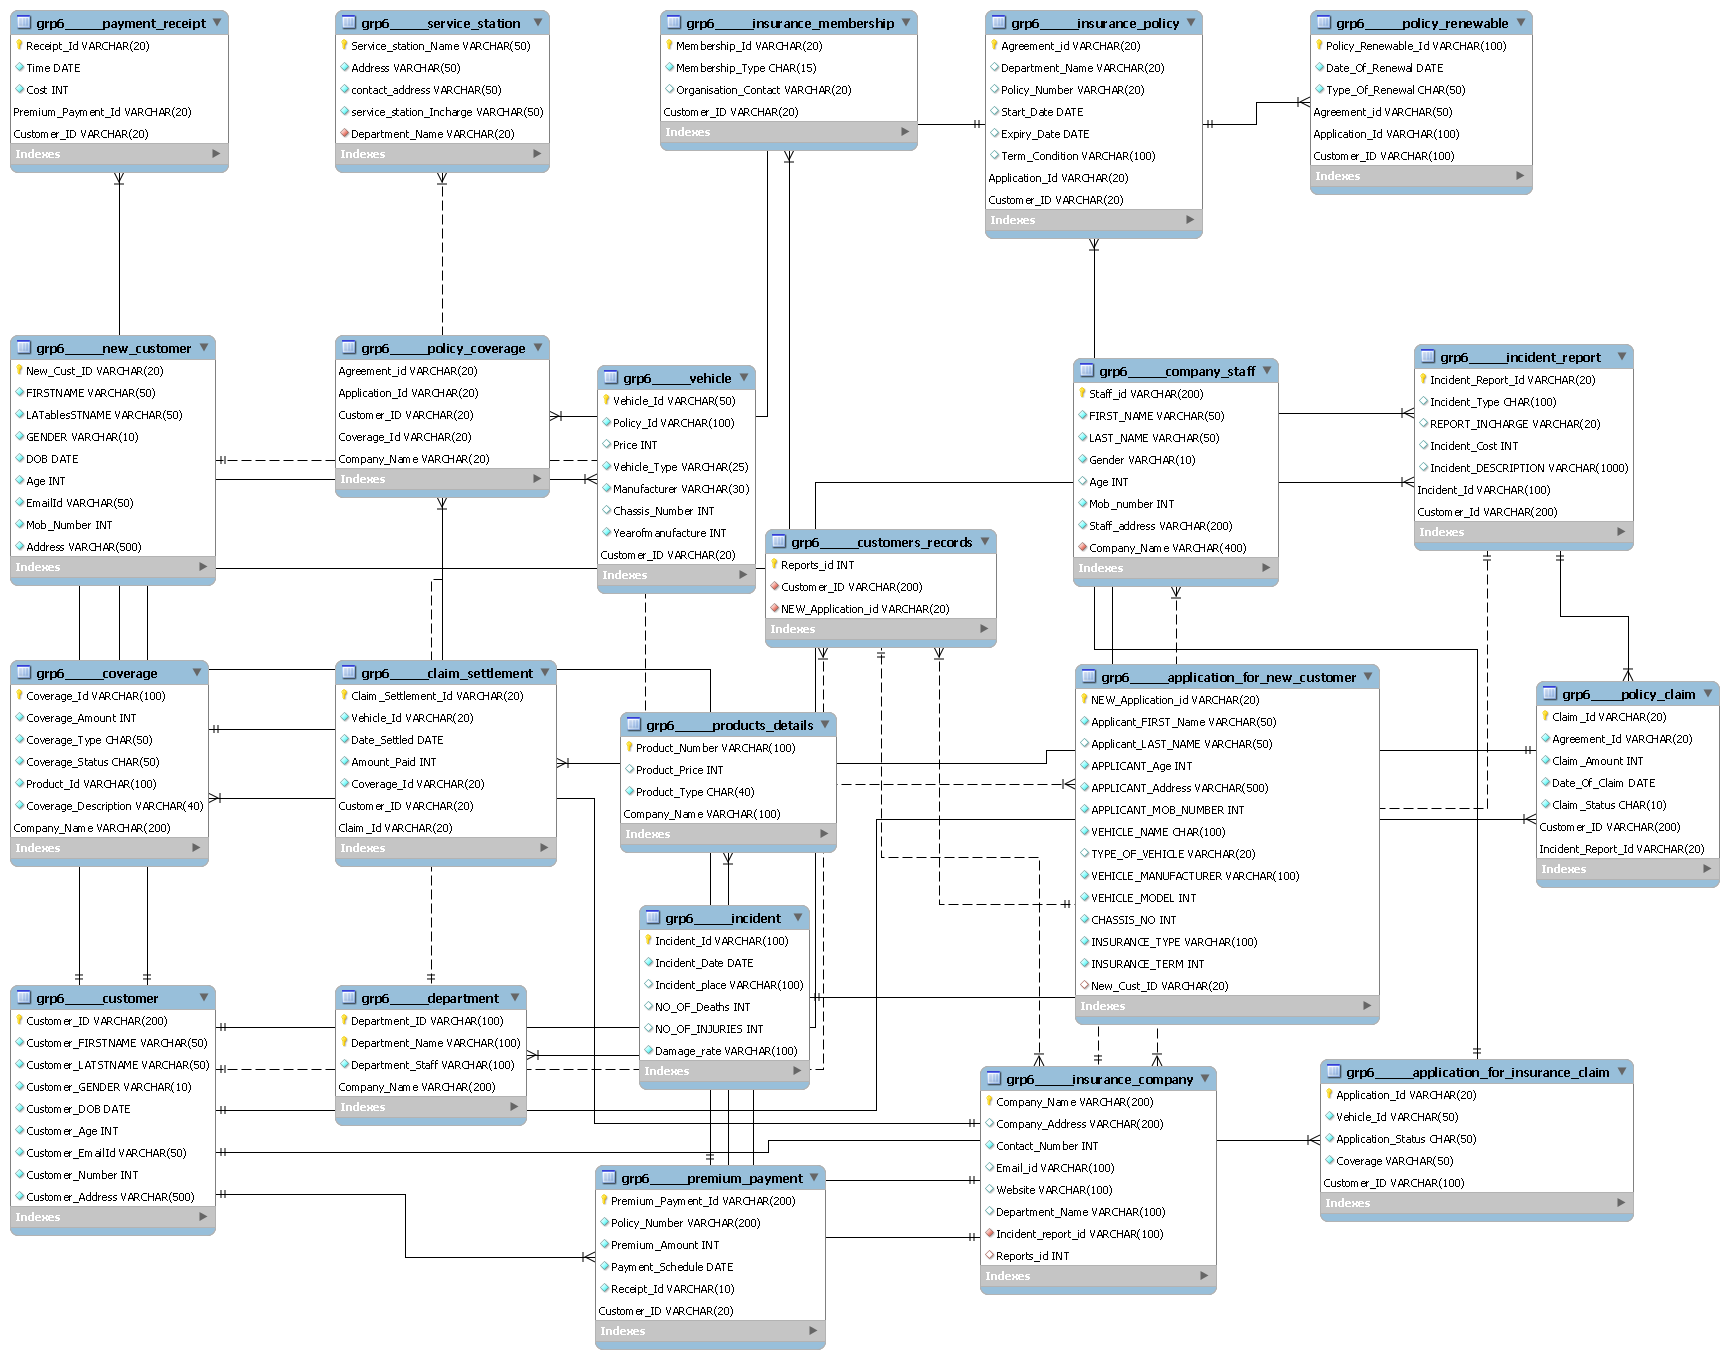 grp6______payment_receipt
Receipt_Id VARCHAR(20)
Time DATE
Cost INT
Premium_Payment_Id VARCHAR(20)
Customer_ID VARCHAR(20)
Indexes
grp6______service_station
Service_station_Name VARCHAR(50)
Address VARCHAR(50)
contact_address VARCHAR(50)
service_station_Incharge VARCHAR(50)
Department_Name VARCHAR(20)
Indexes
grp6______insurance_membership
Membership_Id VARCHAR(20)
Membership_Type CHAR(15)
Organisation_Contact VARCHAR(20)
Customer_ID VARCHAR(20)
Indexes
grp6______insurance_policy
Agreement_id VARCHAR(20)
Department_Name VARCHAR(20)
Policy_Number VARCHAR(20)
Start_Date DATE
Expiry_Date DATE
Term_Condition VARCHAR(100)
Application_Id VARCHAR(20)
Customer_ID VARCHAR(20)
Indexes
grp6______policy_renewable
Policy_Renewable_Id VARCHAR(100)
Date_Of_Renewal DATE
Type_Of_Renewal CHAR(50)
Agreement_id VARCHAR(50)
Application_Id VARCHAR(100)
Customer_ID VARCHAR(100)
Indexes
grp6______new_customer
New_Cust_ID VARCHAR(20)
FIRSTNAME VARCHAR(50)
LATablesSTNAME VARCHAR(50)
GENDER VARCHAR(10)
DOB DATE
Age INT
EmailId VARCHAR(50)
Mob_Number INT
Address VARCHAR(500)
Indexes
grp6______policy_coverage
Agreement_id VARCHAR(20)
Application_Id VARCHAR(20)
Customer_ID VARCHAR(20)
Coverage_Id VARCHAR(20)
Company_Name VARCHAR(20)
Indexes
grp6______vehicle
Vehicle_Id VARCHAR(50)
Policy_Id VARCHAR(100)
Price INT
Vehicle_Type VARCHAR(25)
Manufacturer VARCHAR(30)
Chassis_Number INT
Yearofmanufacture INT
Customer_ID VARCHAR(20)
Indexes
grp6______customers_records
Reports_id INT
Customer_ID VARCHAR(200)
NEW_Application_id VARCHAR(20)
Indexes
grp6______company_staff
Staff_id VARCHAR(200)
FIRST_NAME VARCHAR(50)
LAST_NAME VARCHAR(50)
Gender VARCHAR(10)
Age INT
Mob_number INT
Staff_address VARCHAR(200)
Company_Name VARCHAR(400)
Indexes
grp6______incident_report
Incident_Report_Id VARCHAR(20)
Incident_Type CHAR(100)
REPORT_INCHARGE VARCHAR(20)
Incident_Cost INT
Incident_DESCRIPTION VARCHAR(1000)
Incident_Id VARCHAR(100)
Customer_Id VARCHAR(200)
Indexes
grp6______coverage
Coverage_Id VARCHAR(100)
Coverage_Amount INT
Coverage_Type CHAR(50)
Coverage_Status CHAR(50)
Product_Id VARCHAR(100)
Coverage_Description VARCHAR(40)
Company_Name VARCHAR(200)
Indexes
grp6______claim_settlement
Claim_Settlement_Id VARCHAR(20)
Vehicle_Id VARCHAR(20)
Date_Settled DATE
Amount_Paid INT
Coverage_Id VARCHAR(20)
Customer_ID VARCHAR(20)
Claim_Id VARCHAR(20)
Indexes
grp6______products_details
Product_Number VARCHAR(100)
Product_Price INT
Product_Type CHAR(40)
Company_Name VARCHAR(100)
Indexes
grp6______application_for_new_customer
NEW_Application_id VARCHAR(20)
Applicant_FIRST_Name VARCHAR(50)
Applicant_LAST_NAME VARCHAR(50)
APPLICANT_Age INT
APPLICANT_Address VARCHAR(500)
APPLICANT_MOB_NUMBER INT
VEHICLE_NAME CHAR(100)
TYPE_OF_VEHICLE VARCHAR(20)
VEHICLE_MANUFACTURER VARCHAR(100)
VEHICLE_MODEL INT
CHASSIS_NO INT
INSURANCE_TYPE VARCHAR(100)
INSURANCE_TERM INT
New_Cust_ID VARCHAR(20)
Indexes
grp6______policy_claim
Claim_Id VARCHAR(20)
Agreement_Id VARCHAR(20)
Claim_Amount INT
Date_Of_Claim DATE
Claim_Status CHAR(10)
Customer_ID VARCHAR(200)
Incident_Report_Id VARCHAR(20)
Indexes
grp6______customer
Customer_ID VARCHAR(200)
Customer_FIRSTNAME VARCHAR(50)
Customer_LATSTNAME VARCHAR(50)
Customer_GENDER VARCHAR(10)
Customer_DOB DATE
Customer_Age INT
Customer_EmailId VARCHAR(50)
Customer_Number INT
Customer_Address VARCHAR(500)
Indexes
grp6______department
Department_ID VARCHAR(100)
Department_Name VARCHAR(100)
Department_Staff VARCHAR(100)
Company_Name VARCHAR(200)
Indexes
grp6______incident
Incident_Id VARCHAR(100)
Incident_Date DATE
Incident_place VARCHAR(100)
NO_OF_Deaths INT
NO_OF_INJURIES INT
Damage_rate VARCHAR(100)
Indexes
grp6______premium_payment
Premium_Payment_Id VARCHAR(200)
Policy_Number VARCHAR(200)
Premium_Amount INT
Payment_Schedule DATE
Receipt_Id VARCHAR(10)
Customer_ID VARCHAR(20)
Indexes
grp6______insurance_company
Company_Name VARCHAR(200)
Company_Address VARCHAR(200)
Contact_Number INT
Email_id VARCHAR(100)
Website VARCHAR(100)
Department_Name VARCHAR(100)
Incident_report_id VARCHAR(100)
Reports_id INT
Indexes
grp6______application_for_insurance_claim
Application_Id VARCHAR(20)
Vehicle_Id VARCHAR(50)
Application_Status CHAR(50)
Coverage VARCHAR(50)
Customer_ID VARCHAR(100)
Indexes